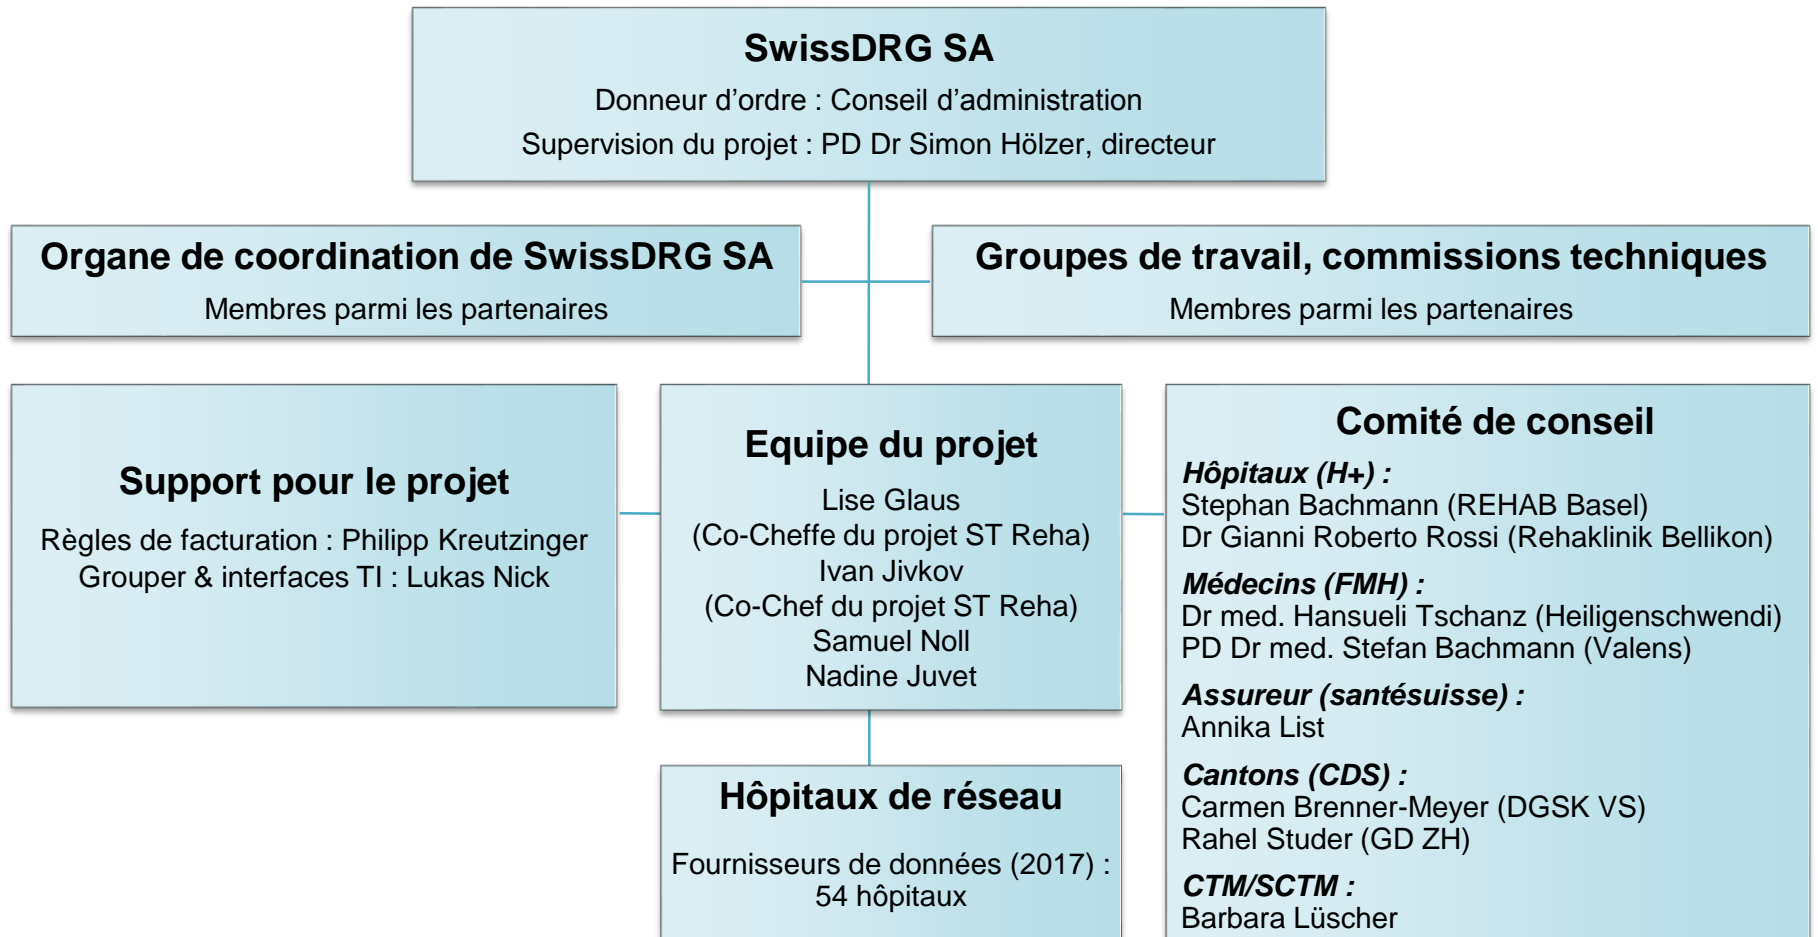 SwissDRG SA
Donneur d’ordre : Conseil d’administration
Supervision du projet : PD Dr Simon Hölzer, directeur
Organe de coordination de SwissDRG SA
Membres parmi les partenaires
Groupes de travail, commissions techniques
Membres parmi les partenaires
Support pour le projet
Règles de facturation : Philipp Kreutzinger
Grouper & interfaces TI : Lukas Nick
Equipe du projet
Lise Glaus
(Co-Cheffe du projet ST Reha)
Ivan Jivkov
(Co-Chef du projet ST Reha)
Samuel Noll
Nadine Juvet
Comité de conseil
Hôpitaux (H+) :
Stephan Bachmann (REHAB Basel)
Dr Gianni Roberto Rossi (Rehaklinik Bellikon)
Médecins (FMH) :
Dr med. Hansueli Tschanz (Heiligenschwendi)
PD Dr med. Stefan Bachmann (Valens)
Assureur (santésuisse) :
Annika List
Cantons (CDS) :
Carmen Brenner-Meyer (DGSK VS)
Rahel Studer (GD ZH)
CTM/SCTM :
Barbara Lüscher
Hôpitaux de réseau
Fournisseurs de données (2017) :
54 hôpitaux